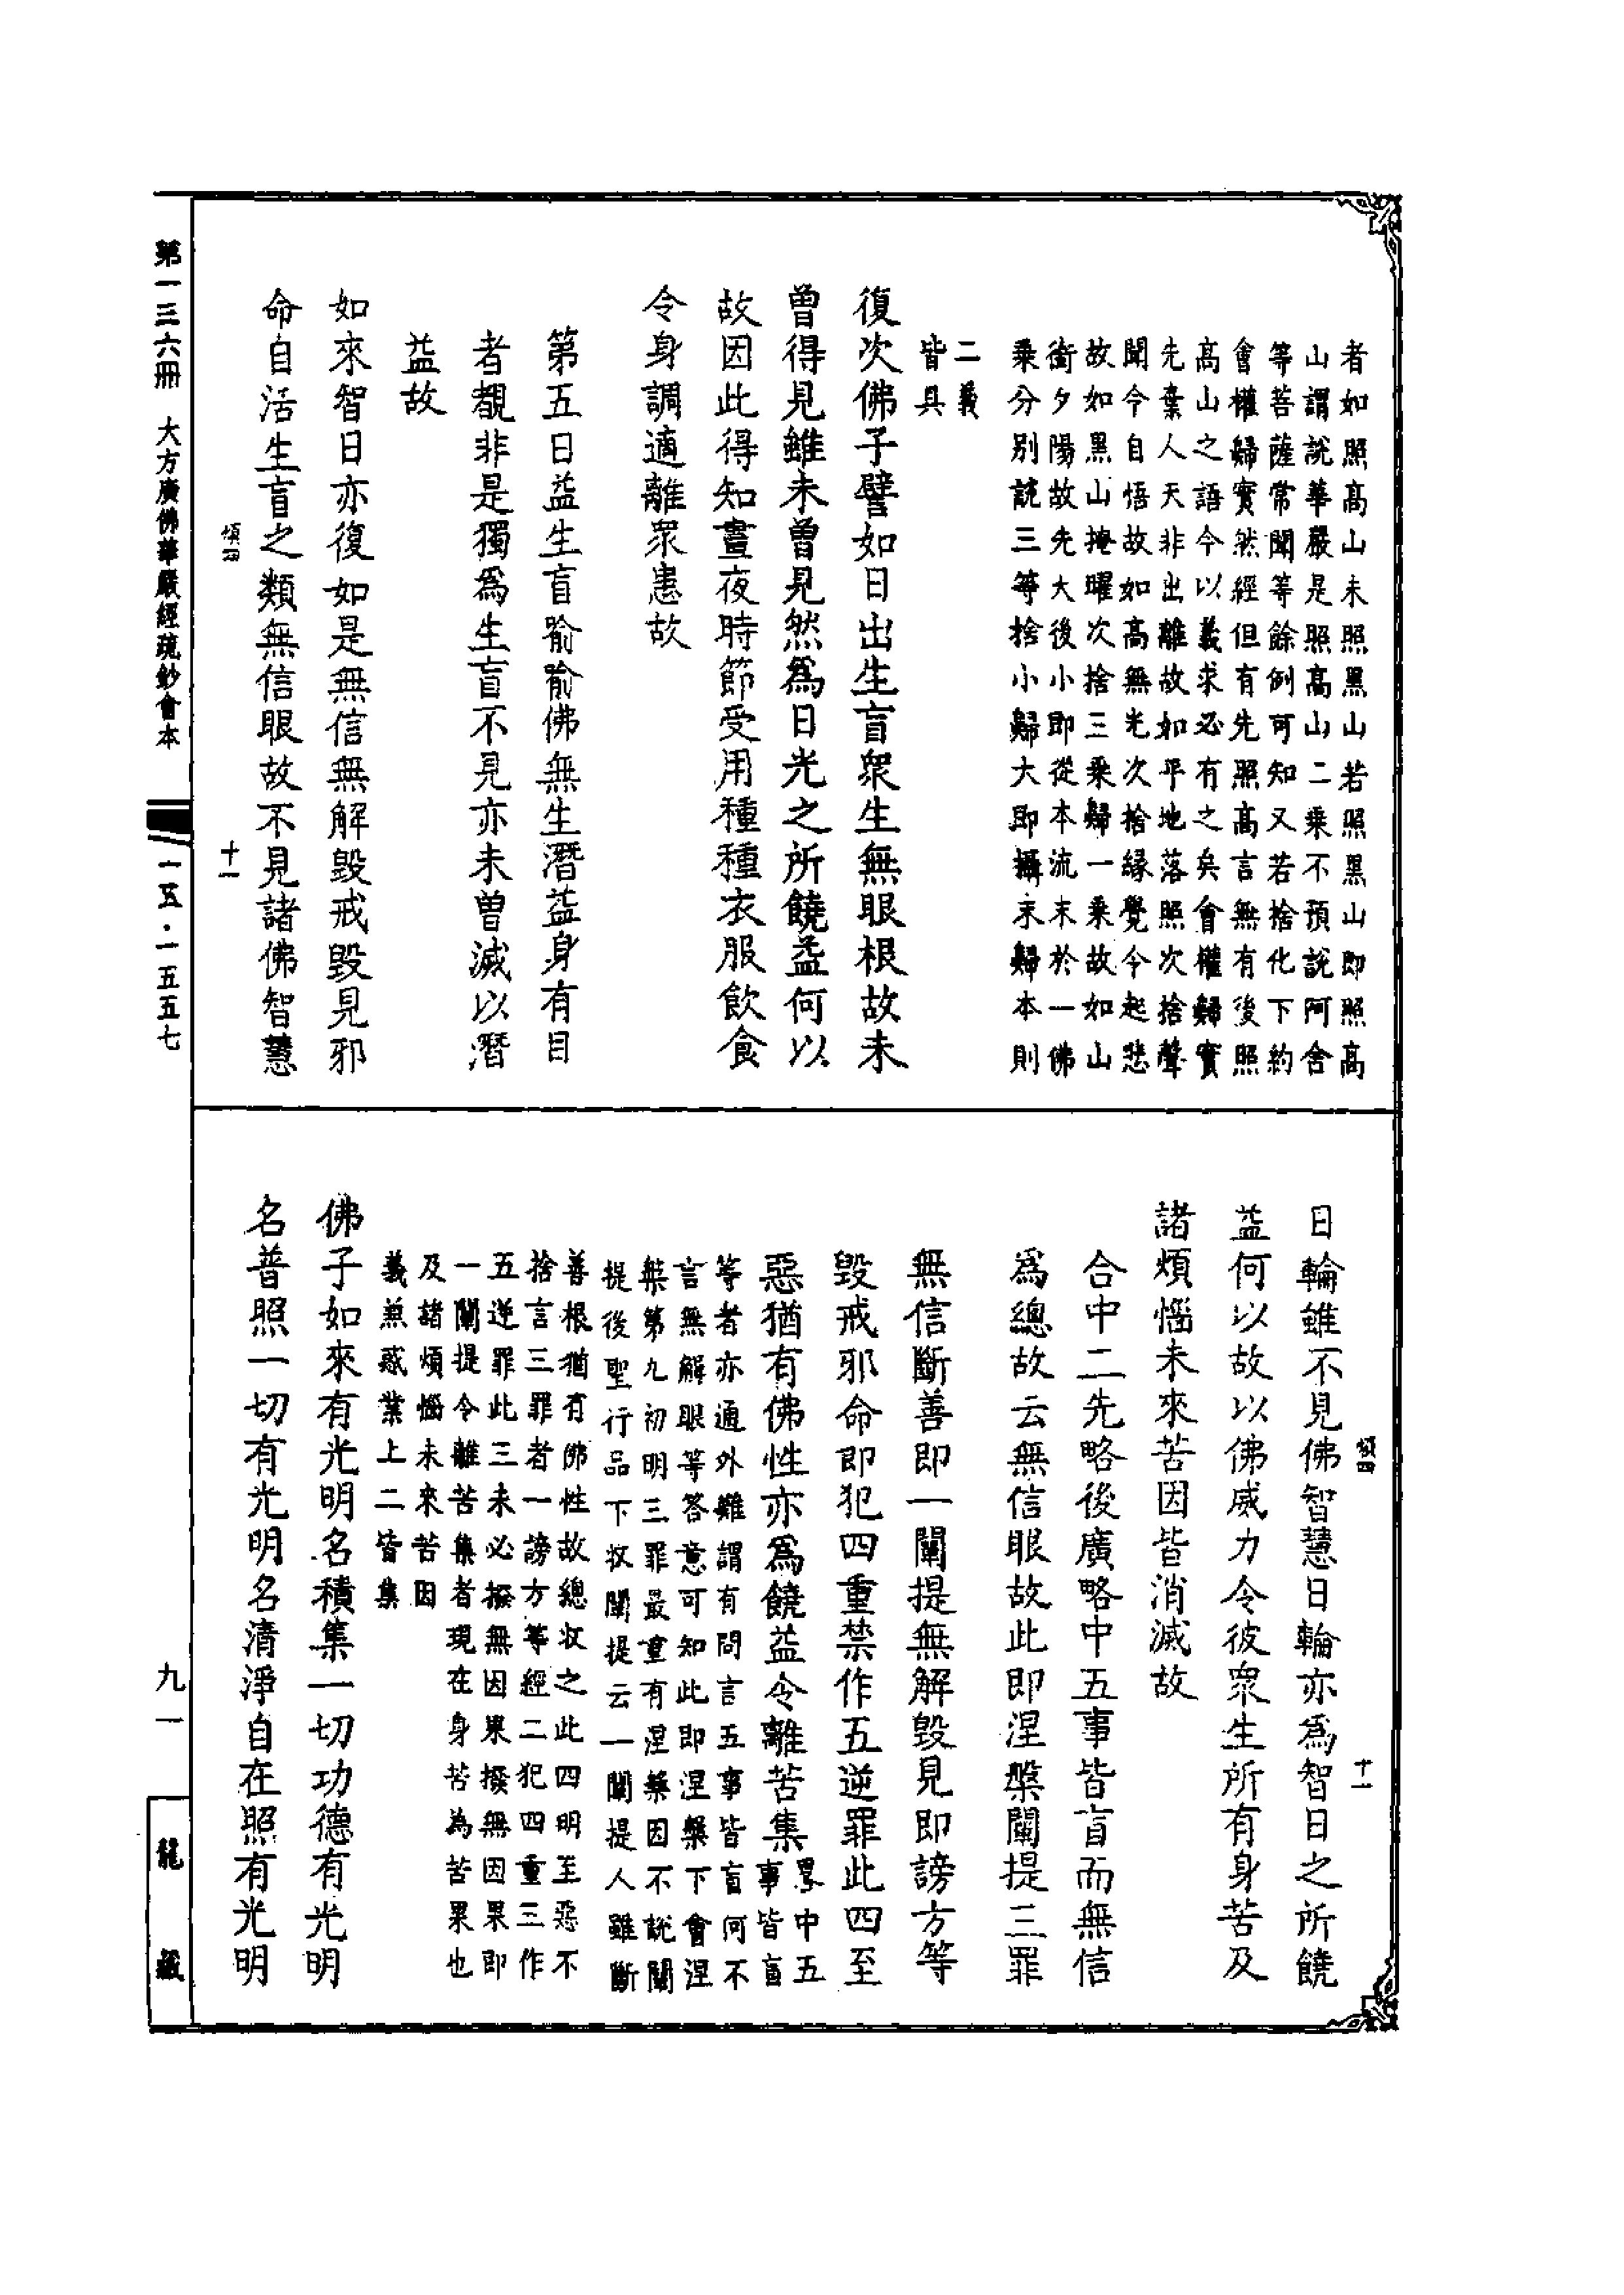 者如照高山未照黑山若照黑山即照高
山謂說華嚴是照高山二乘不預說阿含
等菩薩常聞等餘例可知又若捨化下約
會權歸實然經但有先照高言無有後照
高山之語今以義求必有之矣會權歸實
先棄人天非出離故如平地落照次捨聲
聞今自悟故如高無光次捨緣覺今起悲
故如黑山掩曜次捨三乘歸一乘故如山
銜夕陽故先大後小即從本流末於一佛
乘分別說三等捨小歸大即攝末歸本則
二義
皆具
復次佛子譬如日出生盲眾生無眼根故未
曾得見雖未曾見然為日光之所饒益何以
故因此得知晝夜時節受用種種衣服飲食
令身調適離眾患故
第五日益生盲喻喻佛無生潛益身有目
者覩非是獨為生盲不見亦未曾滅以潛
益故
如來智日亦復如是無信無解毀戒毀見邪
命自活生盲之類無信眼故不見諸佛智慧
煩四 十一
煩四 十一
日輪雖不見佛智慧日輪亦為智日之所饒
益何以故以佛威力令彼眾生所有身苦及
諸煩惱未來苦因皆消滅故
合中二先略後廣略中五事皆盲而無信
為總故云無信眼故此即涅槃闡提三罪
無信斷善即一闡提無解毀見即謗方等
毀戒邪命即犯四重禁作五逆罪此四至
惡猶有佛性亦為饒益令離苦集
畧中五
事皆盲
等者亦通外難謂有問言五事皆盲何不
言無解眼等答意可知此即涅槃下會涅
槃第九初明三罪最重有涅槃因不說闡
提後聖行品下收闡提云一闡提人雖斷
善根猶有佛性故總收之此四明至惡不
捨言三罪者一謗方等經二犯四重三作
五逆罪此三未必撥無因果撥無因果即
一闡提令離苦集者現在身苦為苦果也
及諸煩惱未來苦因
義兼惑業上二皆集
佛子如來有光明名積集一切功德有光明
名普照一切有光明名清淨自在照有光明
第一三六冊 大方廣佛華嚴經疏鈔會本 一五·一五五七
九一
龍藏